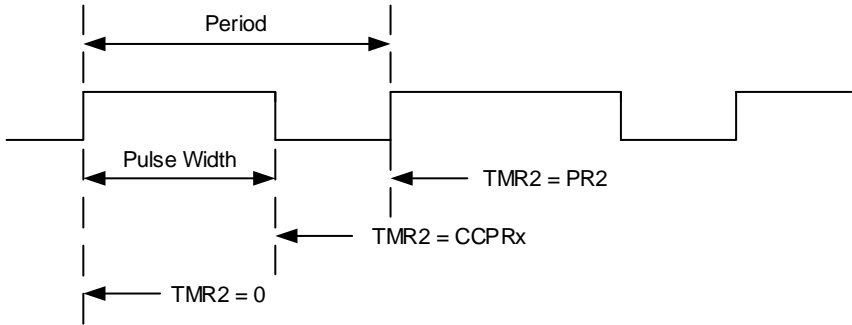 Period
Pulse Width
TMR2 = PR2
TMR2 = CCPRx
TMR2 = 0